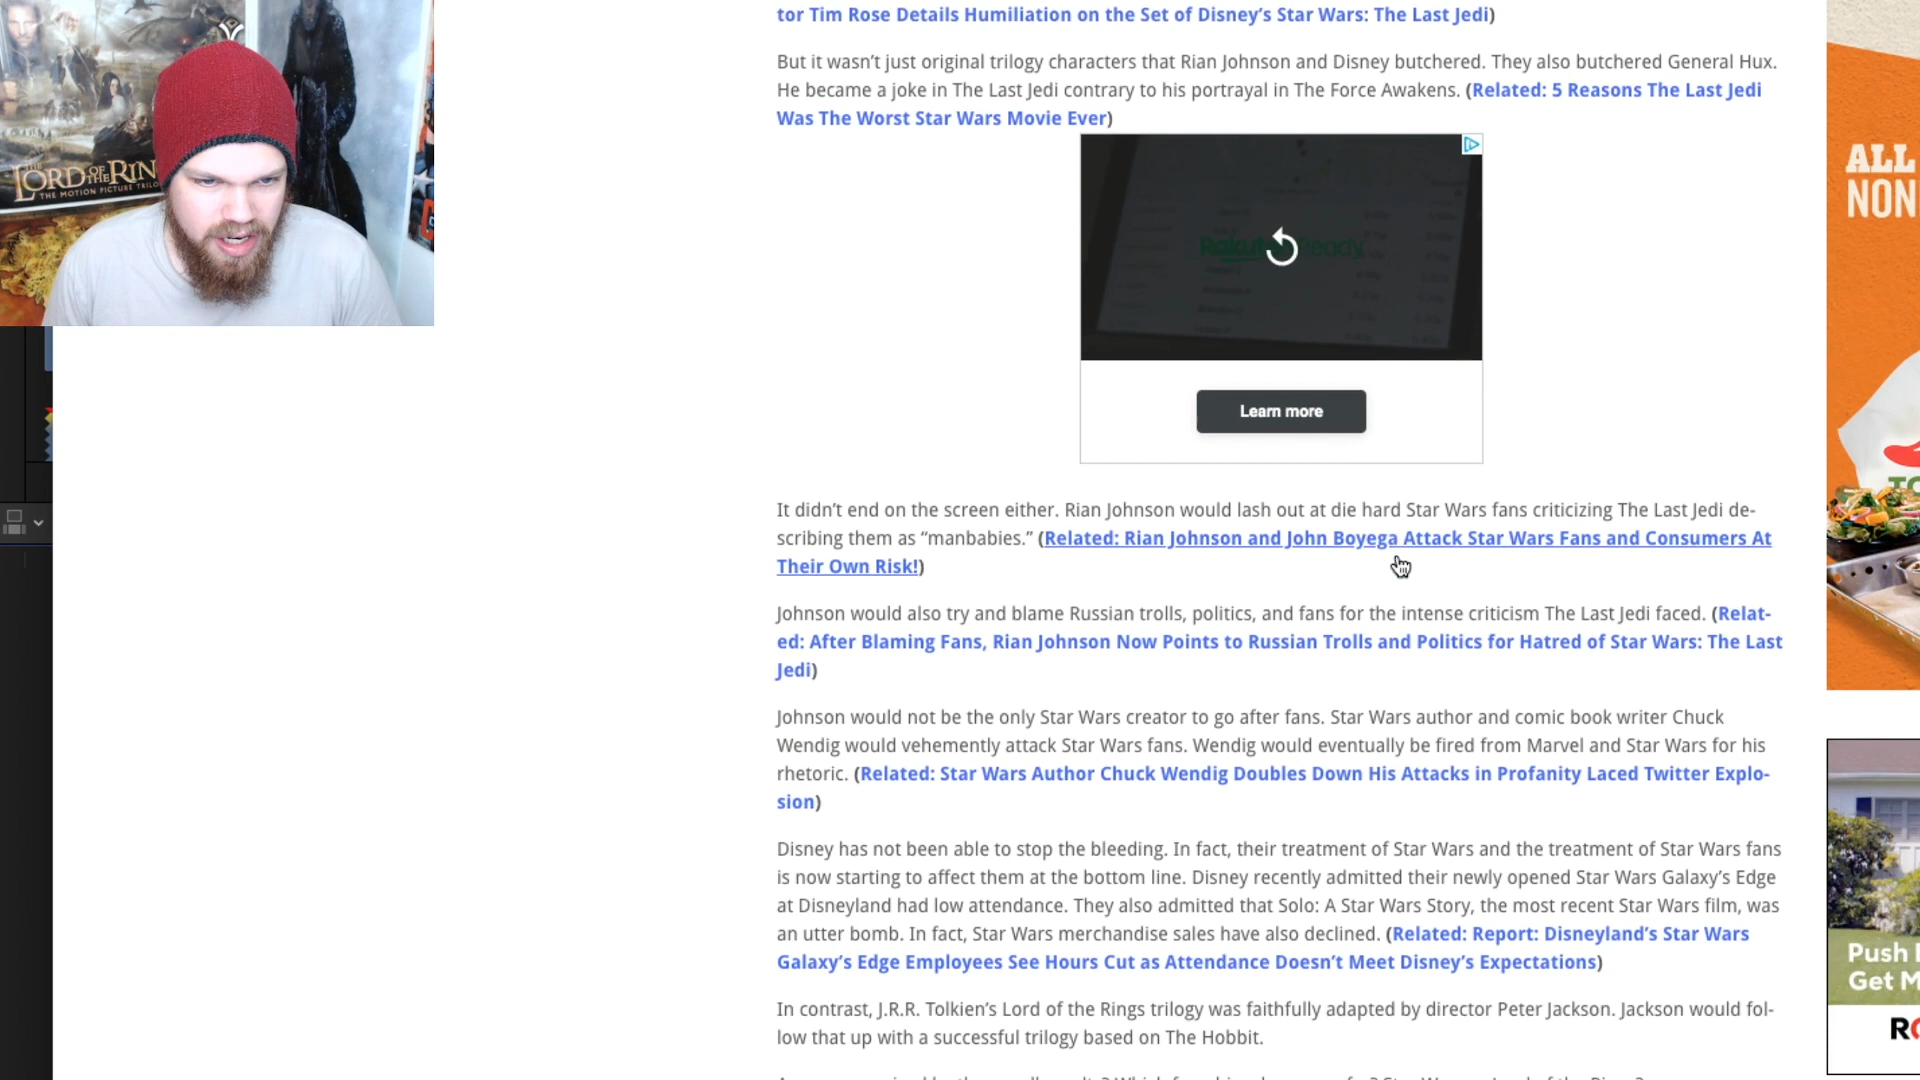 tor Tim Rose Details Humiliation on the Set of Disney’s Star Wars: The Last Jedi)
But it wasn’t just original trilogy characters that Rian Johnson and Disney butchered. They also butchered General Hux.
He became a joke in The Last Jedi contrary to his portrayal in The Force Awakens. (Related: 5 Reasons The Last Jedi
Was The Worst Star Wars Movie Ever)
LORD OF THE RIN
THE MOTION PICTURE TRILO
Learn more
It didn’t end on the screen either. Rian Johnson would lash out at die hard Star Wars fans criticizing The Last Jedi de-
scribing them as “manbabies.” (Related: Rian Johnson and John Boyega Attack Star Wars Fans and Consumers At
Their Own Risk!)
Johnson would also try and blame Russian trolls, politics, and fans for the intense criticism The Last Jedi faced. (Relat-
ed: After Blaming Fans, Rian Johnson Now Points to Russian Trolls and Politics for Hatred of Star Wars: The Last
Jedi)
Johnson would not be the only Star Wars creator to go after fans. Star Wars author and comic book writer Chuck
Wendig would vehemently attack Star Wars fans. Wendig would eventually be fired from Marvel and Star Wars for his
rhetoric. (Related: Star Wars Author Chuck Wendig Doubles Down His Attacks in Profanity Laced Twitter Explo-
sion)
Disney has not been able to stop the bleeding. In fact, their treatment of Star Wars and the treatment of Star Wars fans
is now starting to affect them at the bottom line. Disney recently admitted their newly opened Star Wars Galaxy’s Edge
at Disneyland had low attendance. They also admitted that Solo: A Star Wars Story, the most recent Star Wars film, was
an utter bomb. In fact, Star Wars merchandise sales have also declined. (Related: Report: Disneyland’s Star Wars
Galaxy’s Edge Employees See Hours Cut as Attendance Doesn’t Meet Disney’s Expectations)
In contrast, J.R.R. Tolkien’s Lord of the Rings trilogy was faithfully adapted by director Peter Jackson. Jackson would fol-
low that up with a successful trilogy based on The Hobbit.
ALL
NON
TO
Push
Get M